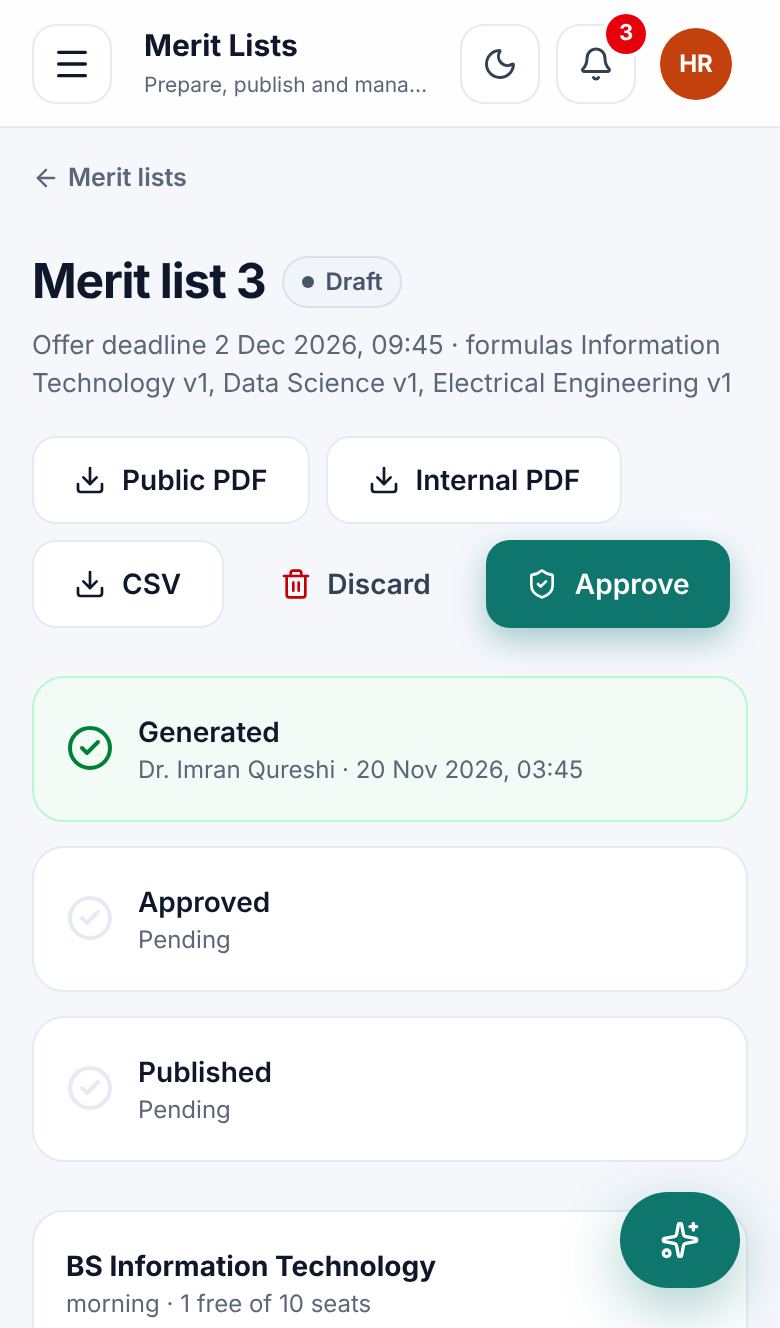 Merit Lists
Prepare, publish and mana...
3
HR
Merit lists
Merit list 3
Draft
Offer deadline 2 Dec 2026, 09:45 · formulas Information
Technology v1, Data Science v1, Electrical Engineering v1
Public PDF
Internal PDF
CSV
Discard
Approve
Generated
Dr. Imran Qureshi · 20 Nov 2026, 03:45
Approved
Pending
Published
Pending
BS Information Technology
morning · 1 free of 10 seats